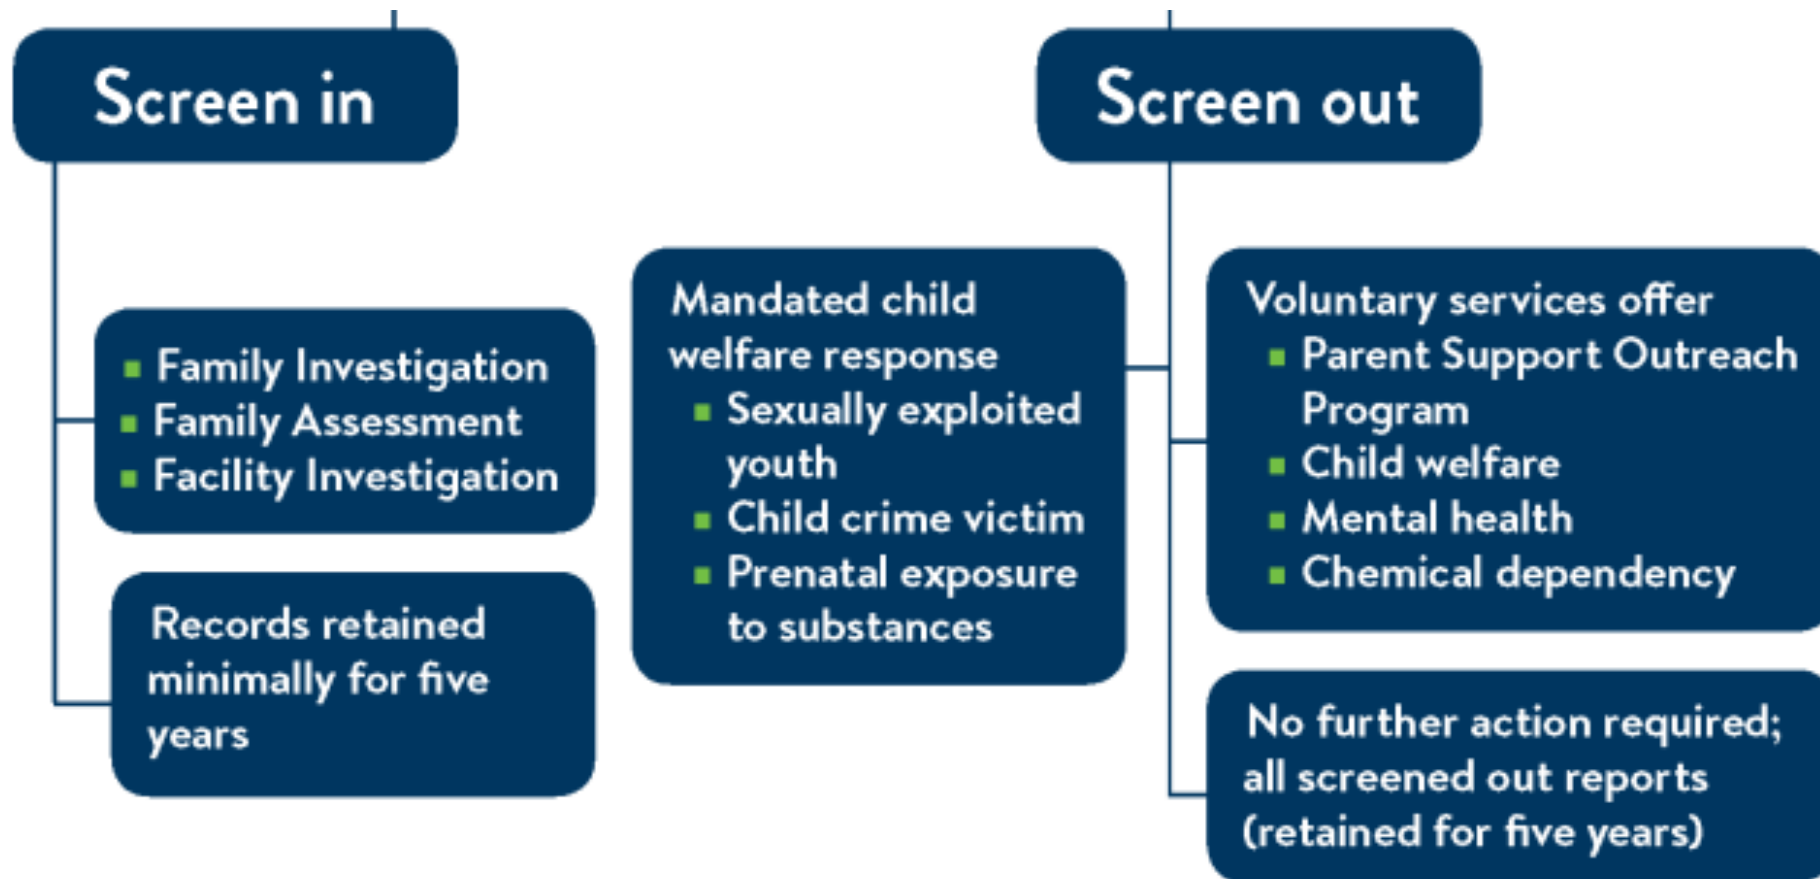 Screen in
Family Investigation
Family Assessment
Facility Investigation
Records retained
minimally for five
years
Screen out
Mandated child
welfare response
Sexually exploited
youth
Child crime victim
Prenatal exposure
to substances
Voluntary services offer
Parent Support Outreach
Program
Child welfare
Mental health
Chemical dependency
No further action required;
all screened out reports
(retained for five years)